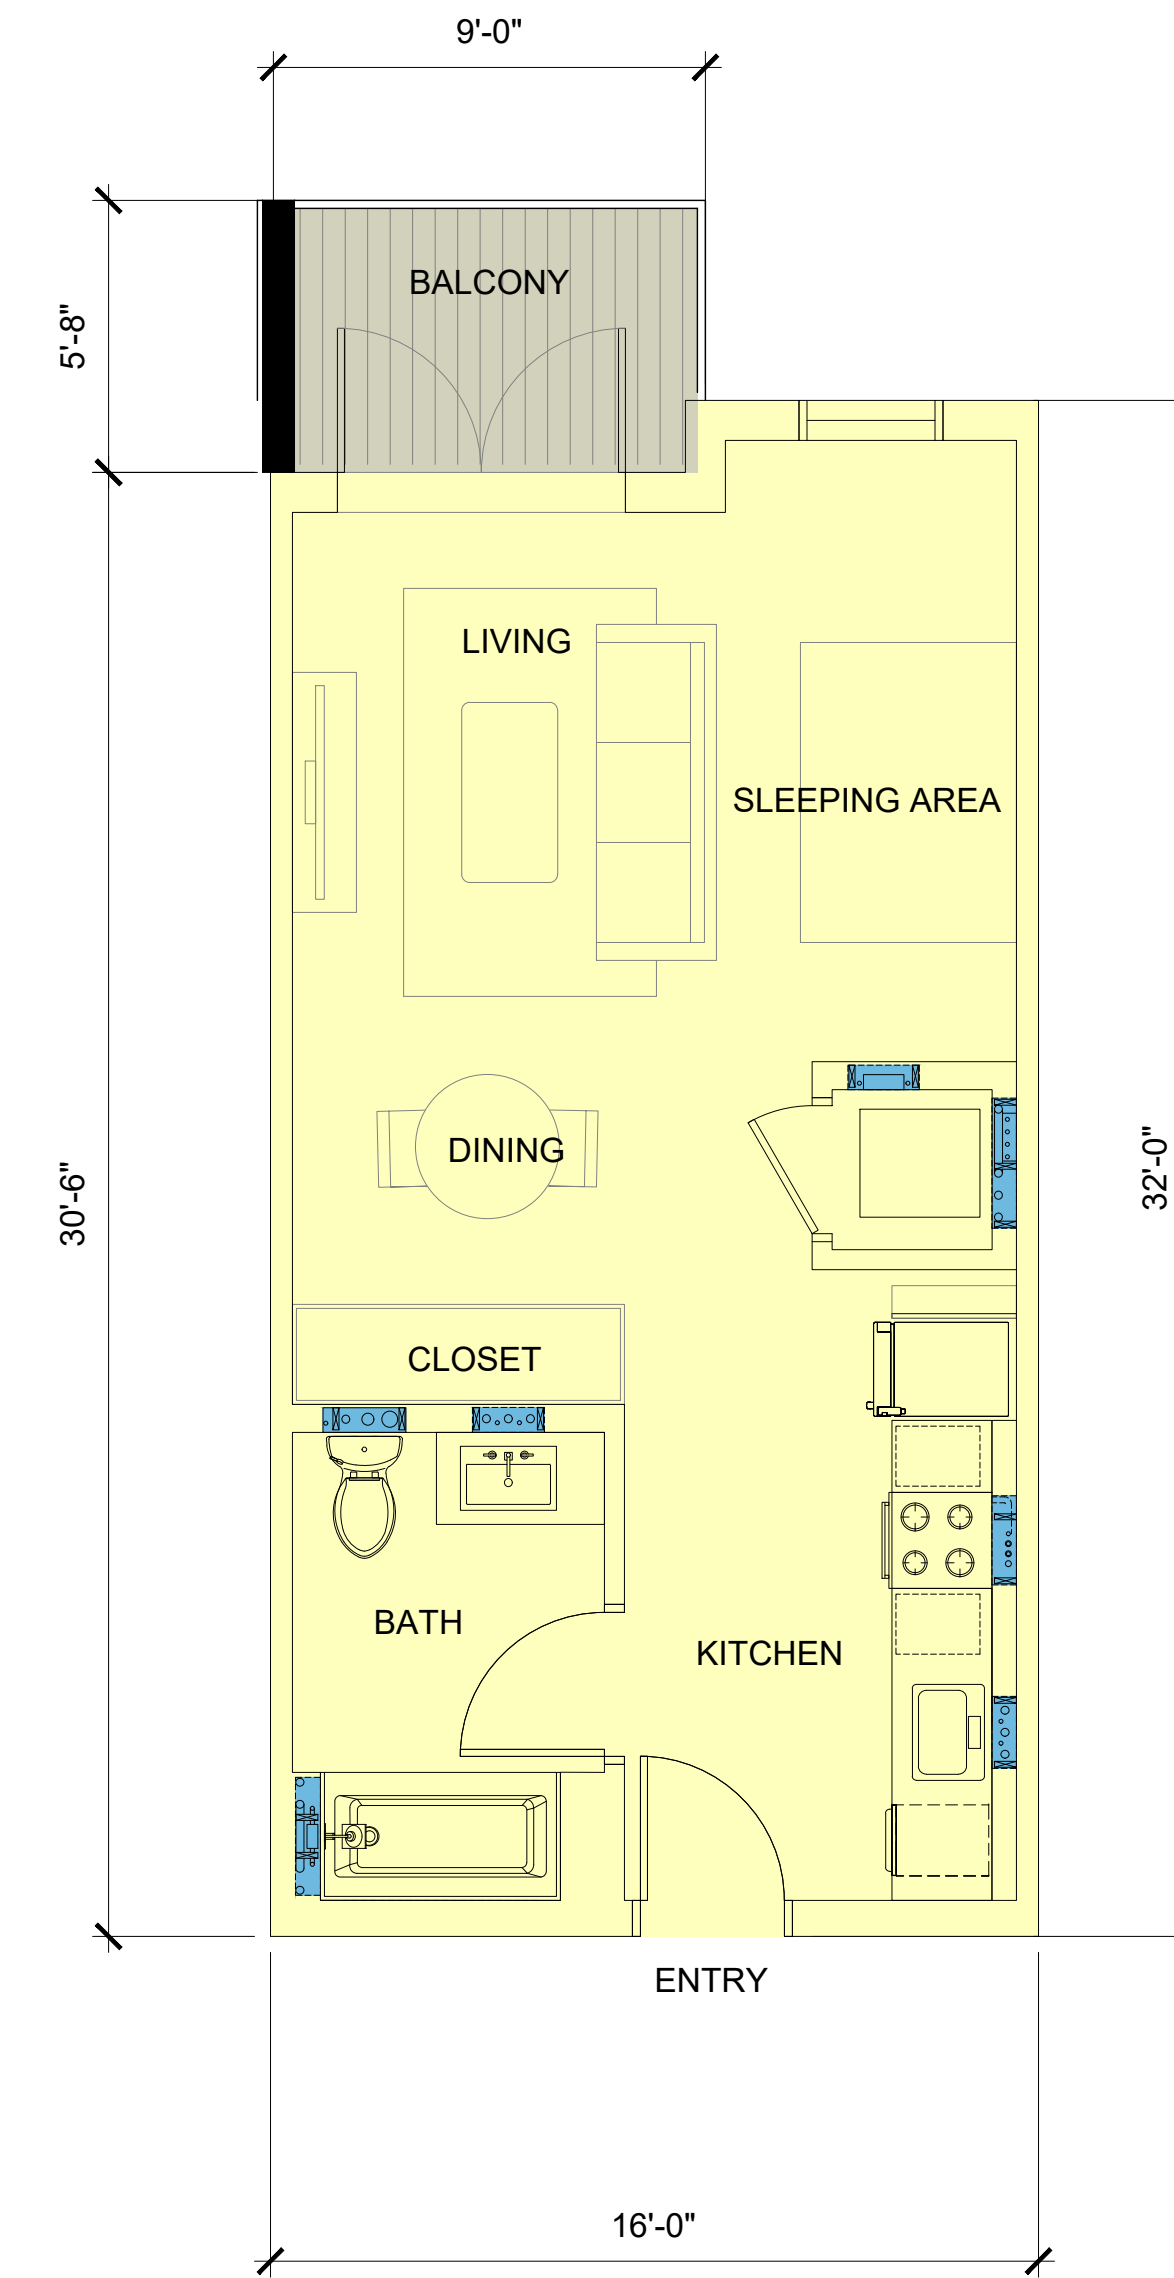 9'-0"
BALCONY
5'-8"
LIVING
SLEEPING AREA
DINING
30'-6"
32'-0"
CLOSET
BATH
KITCHEN
ENTRY
16'-0"